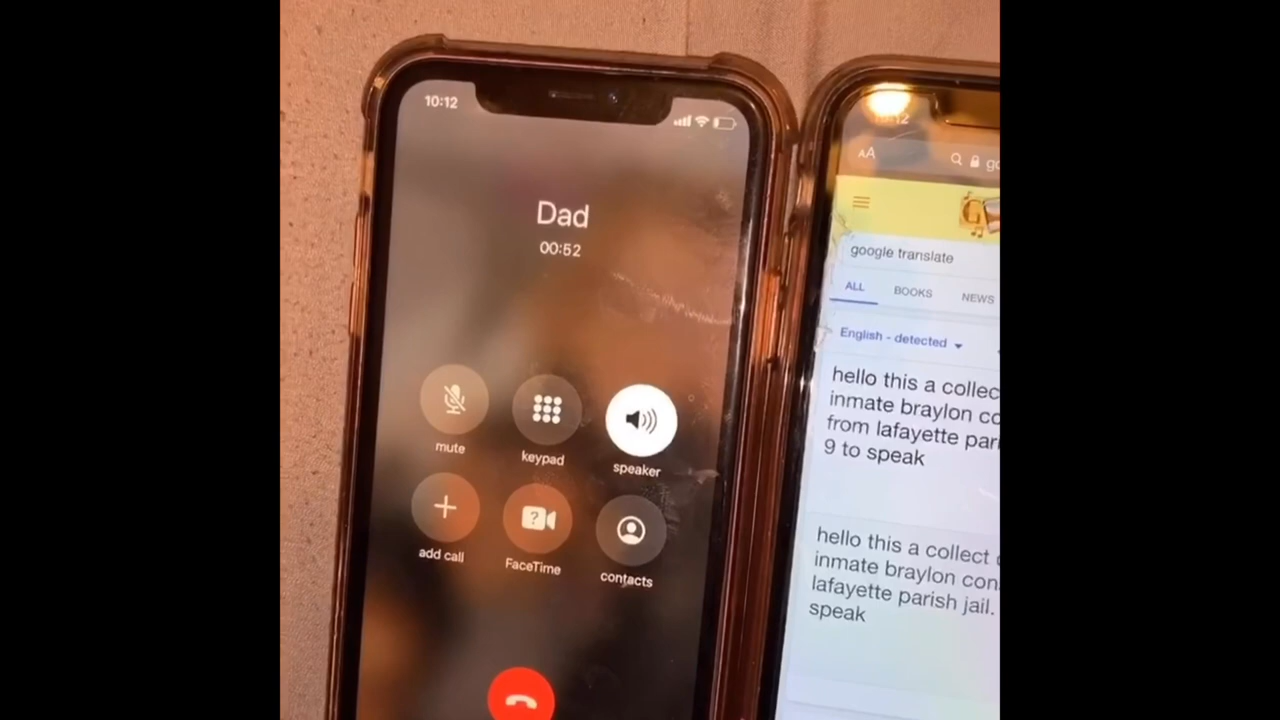 10:12
Dad
00:52
mute
keypad
speaker
add call
FaceTime
contacts
AA
google translate
ALL BOOKS NEWS
English - detected
hello this a
inmate braylon
from lafayette
9 to speak
hello this a collect
inmate braylon
lafayette parish jail.
speak